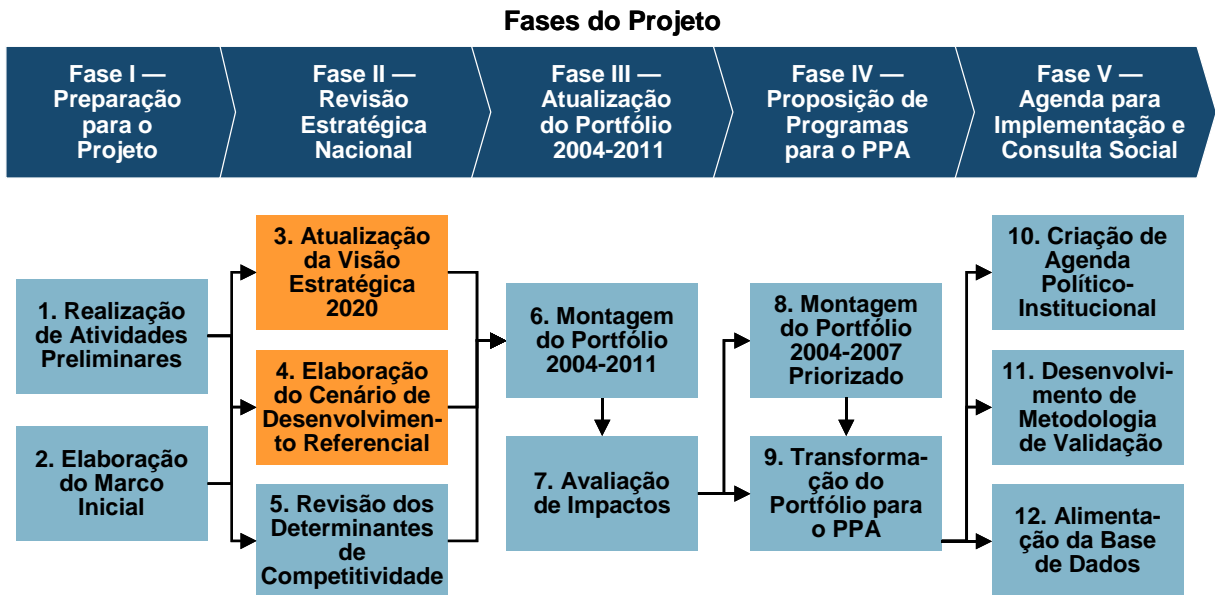 Fases do Projeto
Fase I —
Preparação
para o
Projeto
Fase II —
Revisão
Estratégica
Nacional
Fase III —
Atualização
do Portfólio
2004-2011
Fase IV —
Proposição de
Programas
para o PPA
Fase V —
Agenda para
Implementação e
Consulta Social
1. Realização
de Atividades
Preliminares
2. Elaboração
do Marco
Inicial
3. Atualização
da Visão
Estratégica
2020
4. Elaboração
do Cenário de
Desenvolvimen-
to Referencial
5. Revisão dos
Determinantes
de
Competitividade
6. Montagem
do Portfólio
2004-2011
7. Avaliação
de Impactos
8. Montagem
do Portfólio
2004-2007
Priorizado
9. Transforma-
ção do
Portfólio para
o PPA
10. Criação de
Agenda
Político-
Institucional
11. Desenvolvi-
mento de
Metodologia
de Validação
12. Alimenta-
ção da Base
de Dados